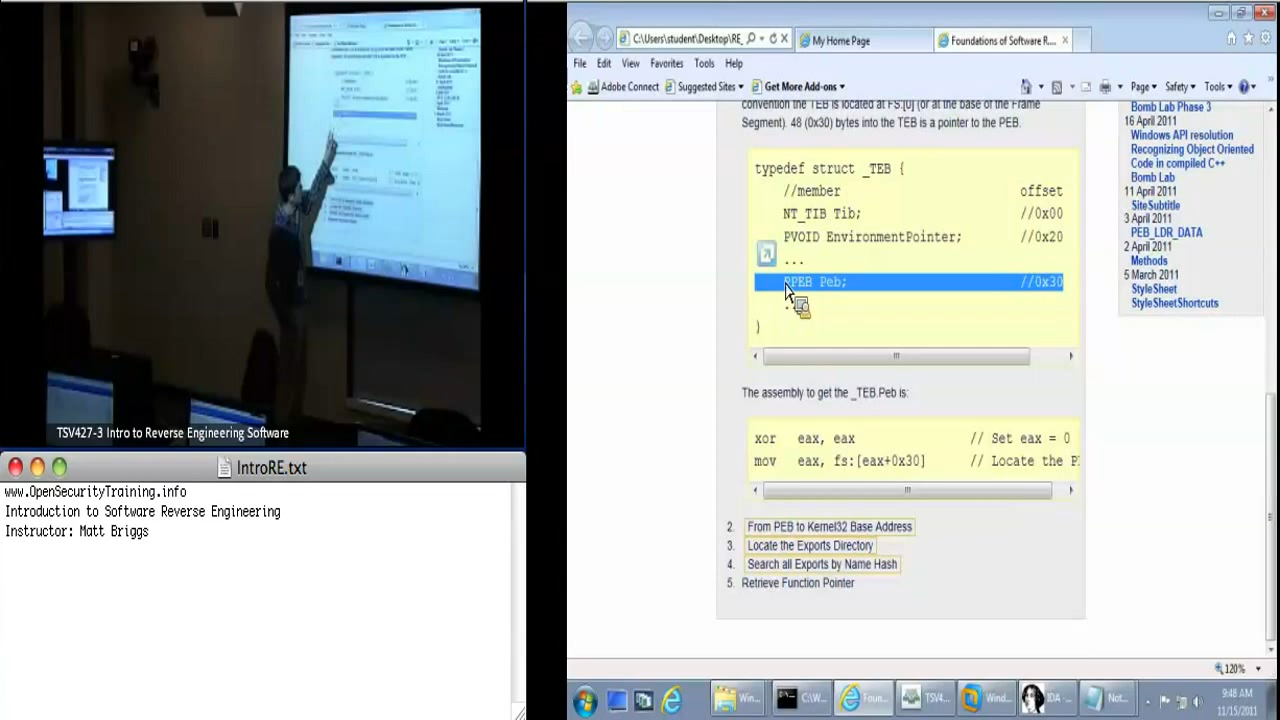 TSV427-3 Intro to Reverse Engineering Software
IntroRE.txt
www.OpenSecurityTraining.info
Introduction to Software Reverse Engineering
Instructor: Matt Briggs
C:\Users\student\Desktop\RE_
My Home Page
Foundations of Software R...
File Edit View Favorites Tools Help
Adobe Connect Suggested Sites Get More Add-ons
Page Safety Tools
convention the TEB is located at FS:[0] (or at the base of the Frame
Segment). 48 (0x30) bytes into the TEB is a pointer to the PEB.
typedef struct _TEB {
//member offset
NT_TIB Tib; //0x00
PVOID EnvironmentPointer; //0x20
...
PPEB Peb; //0x30
}
The assembly to get the _TEB.Peb is:
xor eax, eax // Set eax = 0
mov eax, fs:[eax+0x30] // Locate the P
2. From PEB to Kernel32 Base Address
3. Locate the Exports Directory
4. Search all Exports by Name Hash
5. Retrieve Function Pointer
Bomb Lab Phase 3
16 April 2011
Windows API resolution
Recognizing Object Oriented
Code in compiled C++
Bomb Lab
11 April 2011
SiteSubtitle
3 April 2011
PEB_LDR_DATA
2 April 2011
Methods
5 March 2011
StyleSheet
StyleSheetShortcuts
120%
Win...
C:\W...
Foun...
TSV4...
Wind...
IDA ...
Not...
9:48 AM
11/15/2011